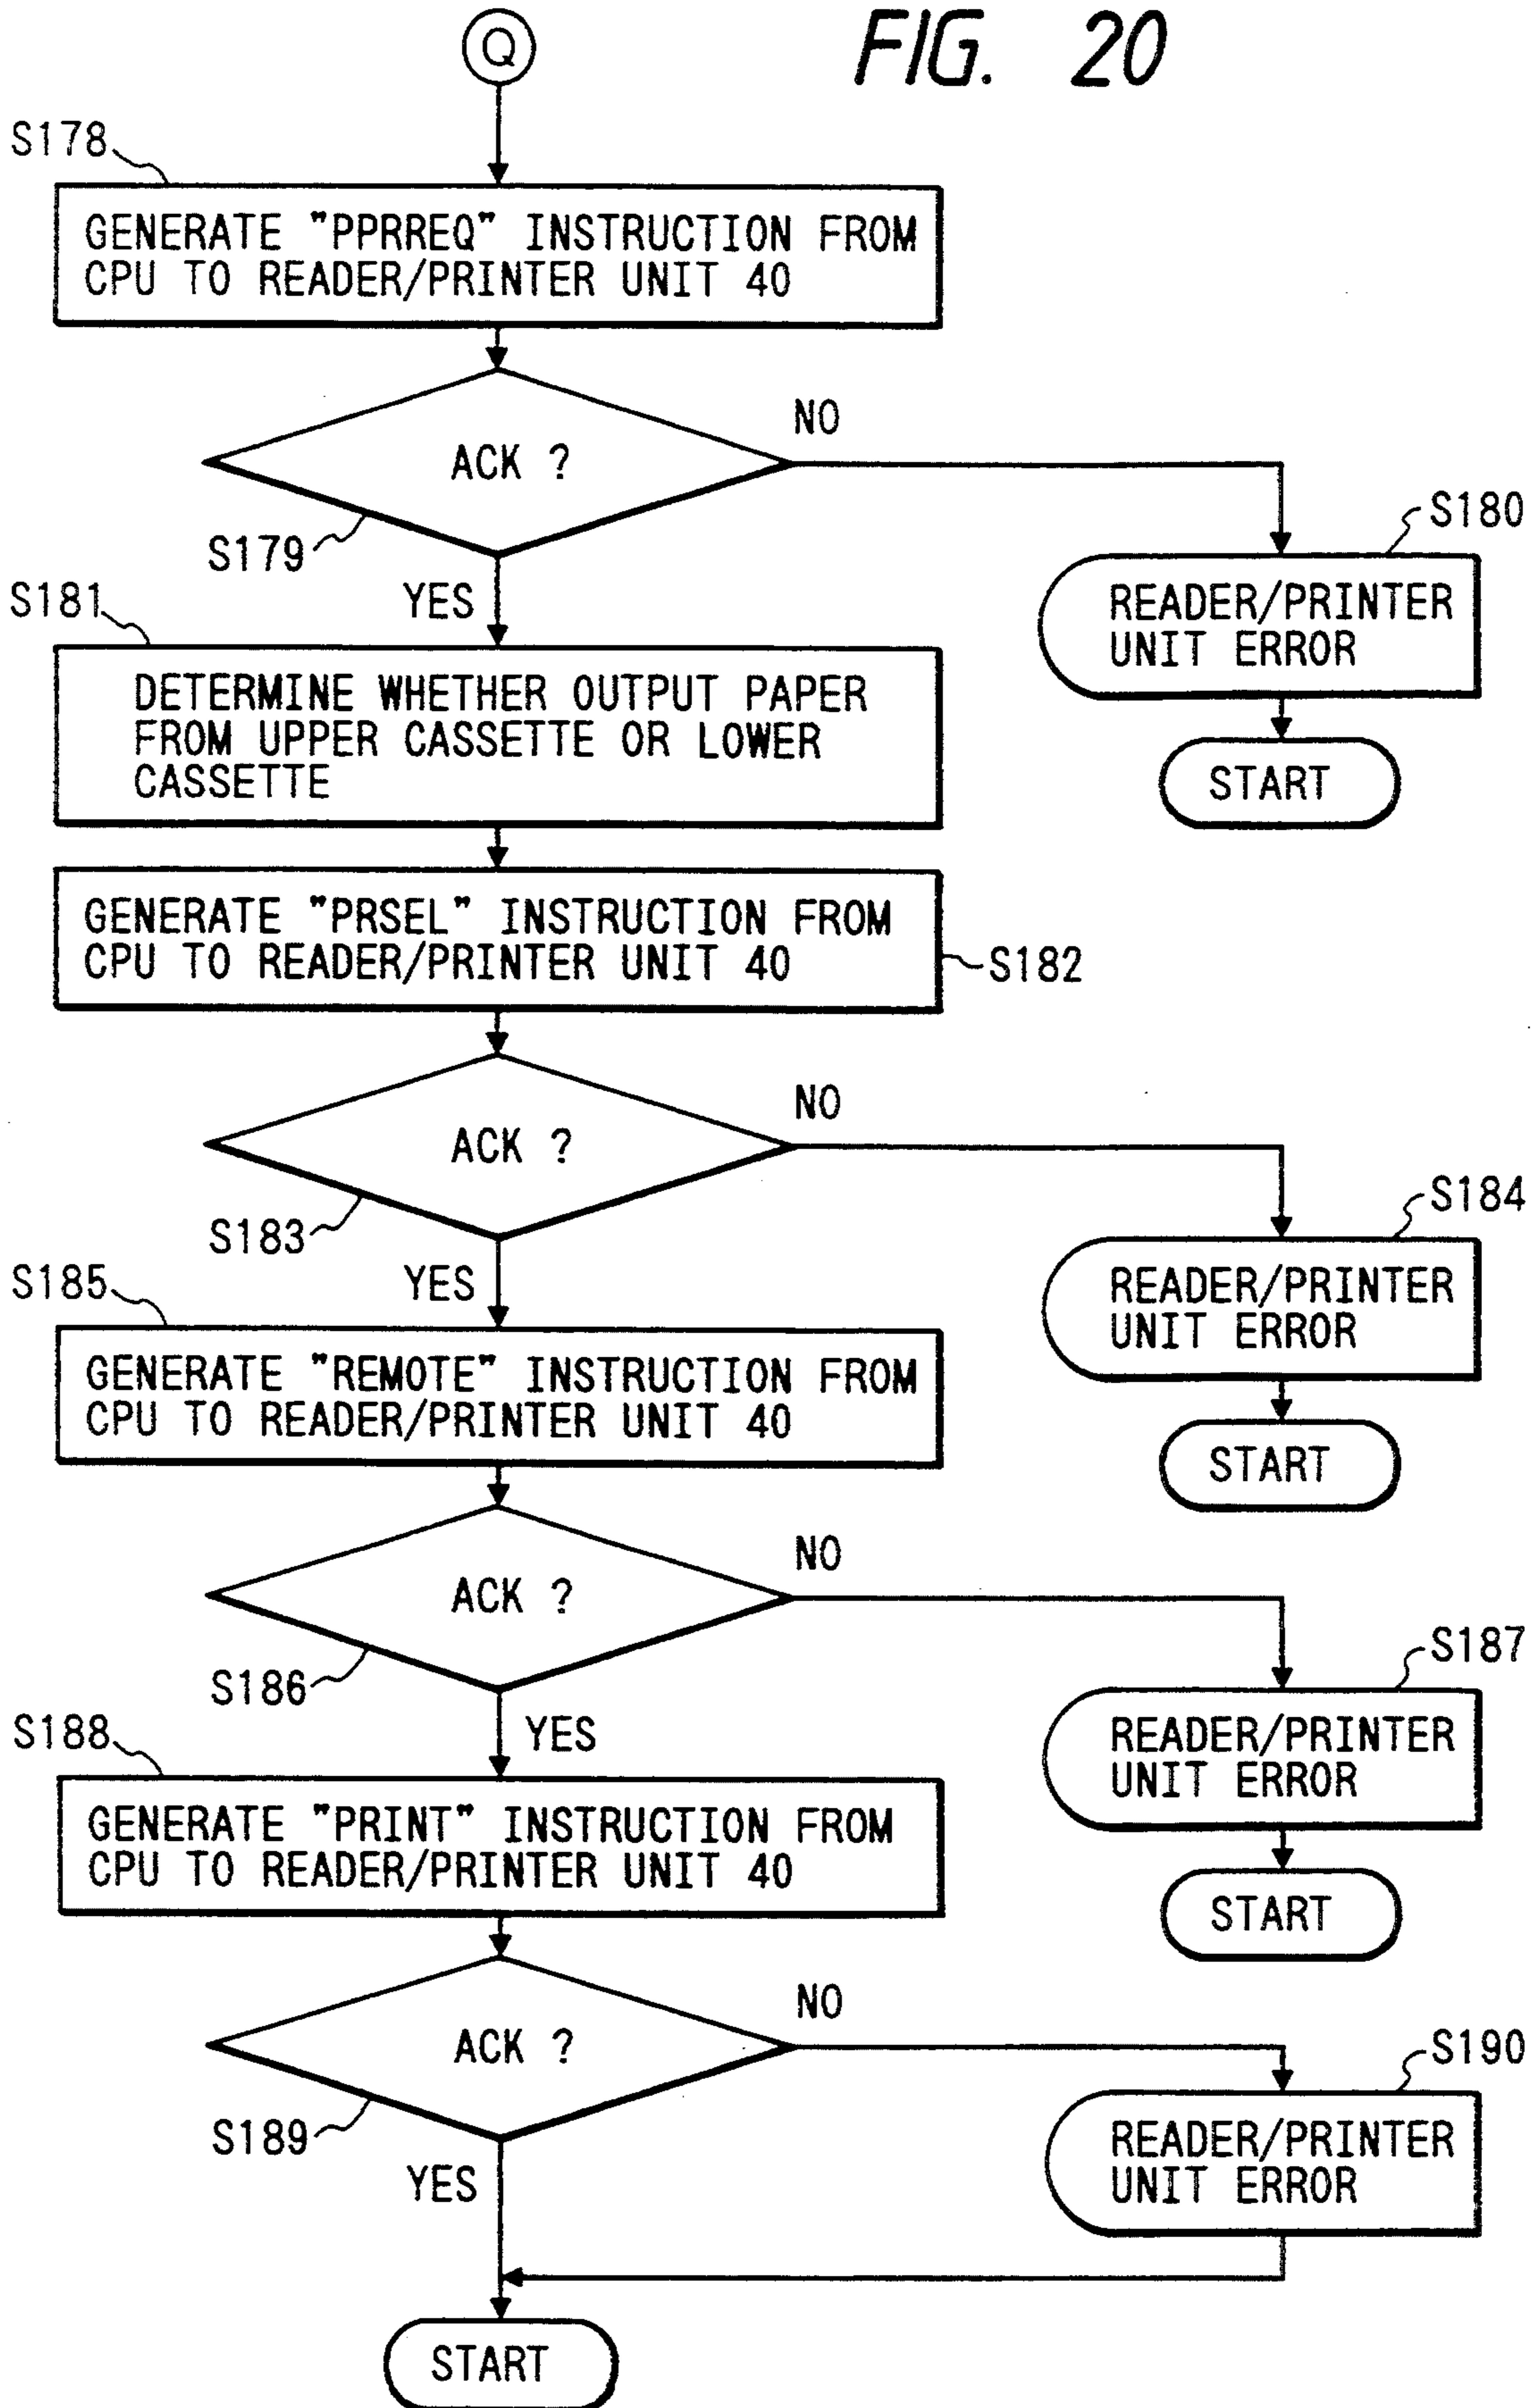 FIG. 20
Q
S178
GENERATE "PPRREQ" INSTRUCTION FROM
CPU TO READER/PRINTER UNIT 40
NO
ACK ?
S179
S180
YES
READER/PRINTER
UNIT ERROR
START
S181
DETERMINE WHETHER OUTPUT PAPER
FROM UPPER CASSETTE OR LOWER
CASSETTE
GENERATE "PRSEL" INSTRUCTION FROM
CPU TO READER/PRINTER UNIT 40
S182
NO
ACK ?
S183
S184
YES
READER/PRINTER
UNIT ERROR
START
S185
GENERATE "REMOTE" INSTRUCTION FROM
CPU TO READER/PRINTER UNIT 40
NO
ACK ?
S186
S187
YES
READER/PRINTER
UNIT ERROR
START
S188
GENERATE "PRINT" INSTRUCTION FROM
CPU TO READER/PRINTER UNIT 40
NO
ACK ?
S189
S190
YES
READER/PRINTER
UNIT ERROR
START